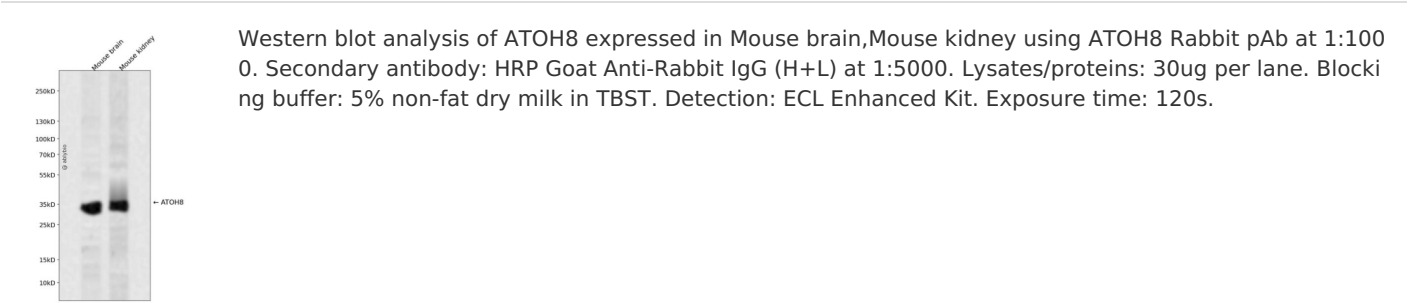 Mouse brain
Mouse kidney
Western blot analysis of ATOH8 expressed in Mouse brain,Mouse kidney using ATOH8 Rabbit pAb at 1:100
0. Secondary antibody: HRP Goat Anti-Rabbit IgG (H+L) at 1:5000. Lysates/proteins: 30ug per lane. Blocki
ng buffer: 5% non-fat dry milk in TBST. Detection: ECL Enhanced Kit. Exposure time: 120s.
250kD
130kD
100kD
70kD
@ abiybio
55kD
35kD
← ATOH8
25kD
15kD
10kD